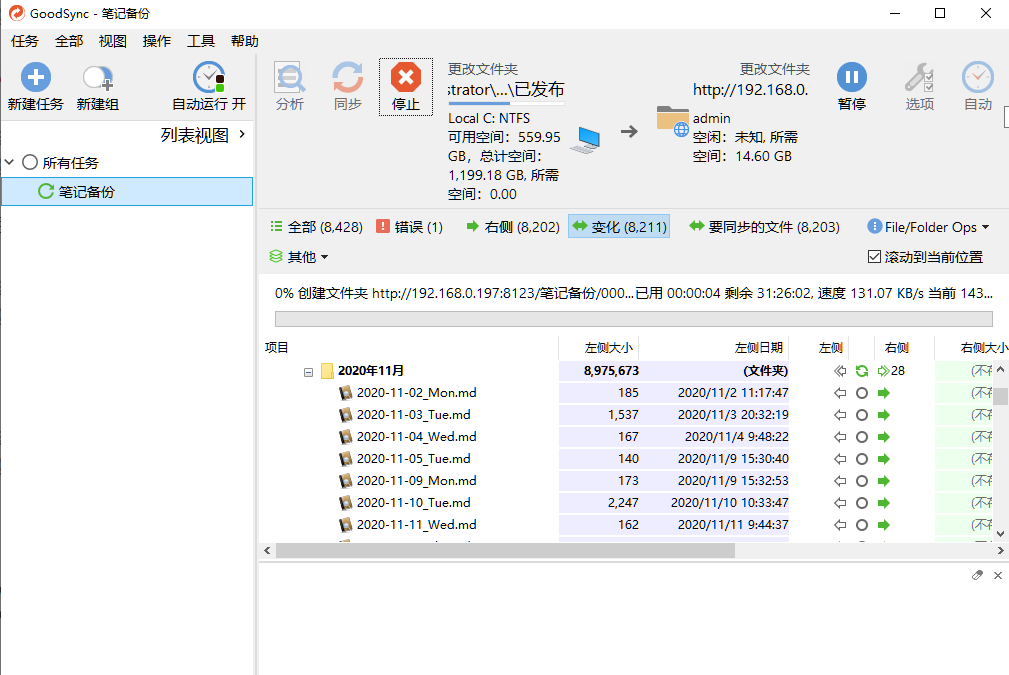 GoodSync - 笔记备份
任务 全部 视图 操作 工具 帮助
新建任务 新建组 自动运行 开
分析 同步 停止
更改文件夹
strator\...\已发布
Local C: NTFS
可用空间：559.95
GB，总计空间：
1,199.18 GB, 所需
空间：0.00
更改文件夹
http://192.168.0.
admin
空闲：未知, 所需
空间：14.60 GB
暂停 选项 自动
列表视图
所有任务
笔记备份
全部 (8,428) 错误 (1) 右侧 (8,202) 变化 (8,211) 要同步的文件 (8,203) File/Folder Ops
其他 滚动到当前位置
0% 创建文件夹 http://192.168.0.197:8123/笔记备份/000...已用 00:00:04 剩余 31:26:02, 速度 131.07 KB/s 当前 143...
项目 左侧大小 左侧日期 左侧 右侧 右侧大小
2020年11月 8,975,673 (文件夹) 28 (不存
2020-11-02_Mon.md 185 2020/11/2 11:17:47 (不存
2020-11-03_Tue.md 1,537 2020/11/3 20:32:19 (不存
2020-11-04_Wed.md 167 2020/11/4 9:48:22 (不存
2020-11-05_Tue.md 140 2020/11/9 15:30:40 (不存
2020-11-09_Mon.md 173 2020/11/9 15:32:53 (不存
2020-11-10_Tue.md 2,247 2020/11/10 10:33:47 (不存
2020-11-11_Wed.md 162 2020/11/11 9:44:37 (不存